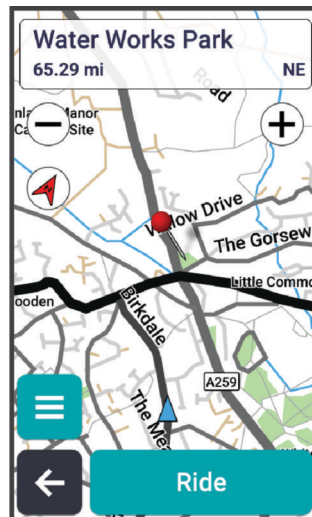 Water Works Park
65.29 mi NE
Road
Manor
Site
Willow Drive
The Gorsew
Little Commo
ooden
Birkdale
A259
The Mea
Ride